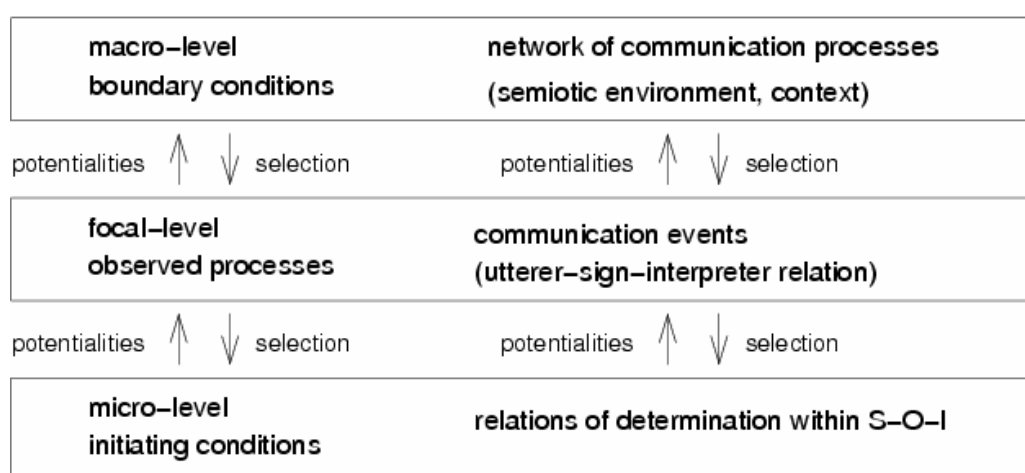 macro–level network of communication processes
boundary conditions (semiotic environment, context)
potentialities selection potentialities selection
focal–level communication events
observed processes (utterer–sign–interpreter relation)
potentialities selection potentialities selection
micro–level relations of determination within S–O–I
initiating conditions